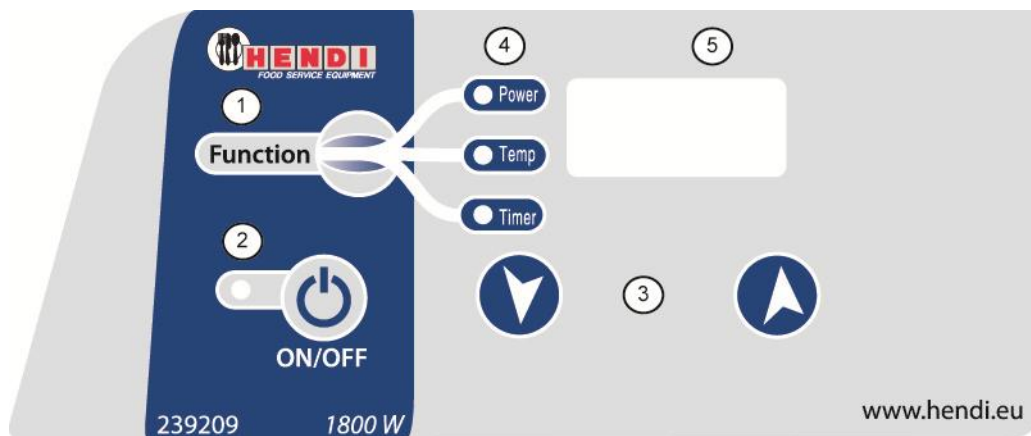 HENDI
FOOD SERVICE EQUIPMENT
4
5
1
Power
Function
Temp
Timer
2
3
ON/OFF
239209
1800 W
www.hendi.eu